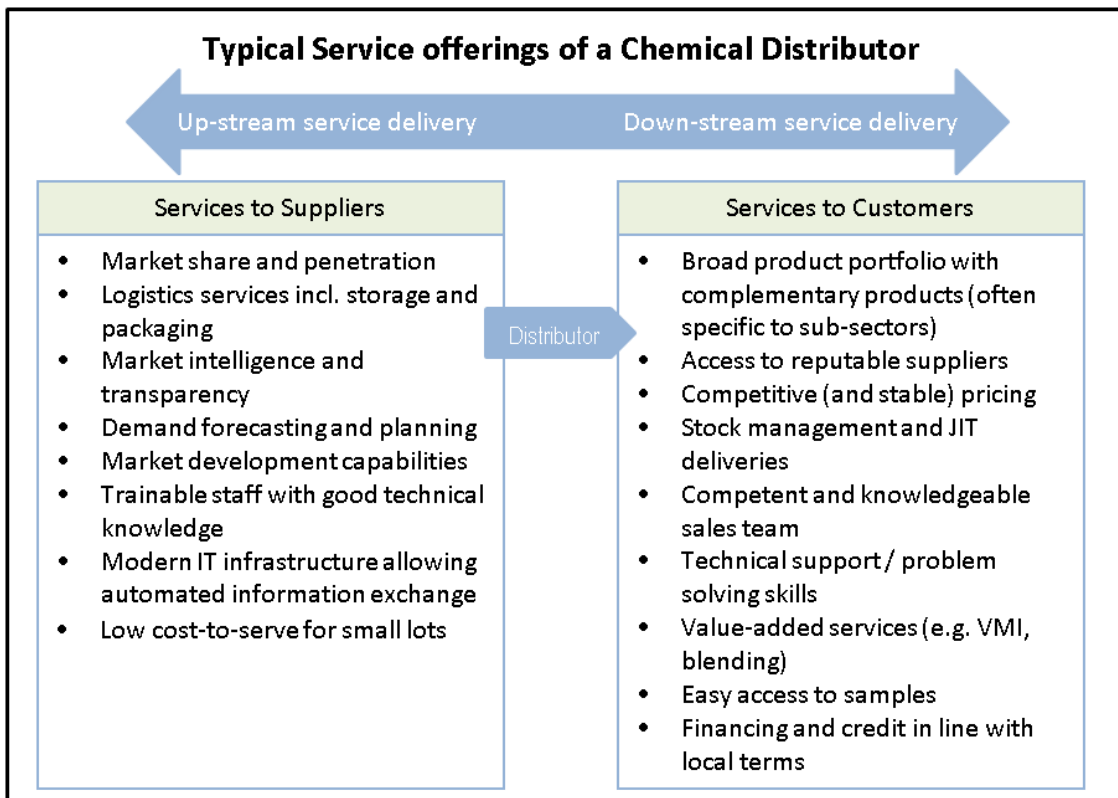 Typical Service offerings of a Chemical Distributor
Up-stream service delivery
Down-stream service delivery
Services to Suppliers
• Market share and penetration
• Logistics services incl. storage and
packaging
• Market intelligence and
transparency
• Demand forecasting and planning
• Market development capabilities
• Trainable staff with good technical
knowledge
• Modern IT infrastructure allowing
automated information exchange
• Low cost-to-serve for small lots
Distributor
Services to Customers
• Broad product portfolio with
complementary products (often
specific to sub-sectors)
• Access to reputable suppliers
• Competitive (and stable) pricing
• Stock management and JIT
deliveries
• Competent and knowledgeable
sales team
• Technical support / problem
solving skills
• Value-added services (e.g. VMI,
blending)
• Easy access to samples
• Financing and credit in line with
local terms